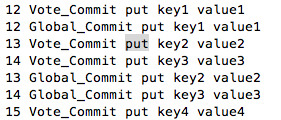 12 Vote_Commit put key1 value1
12 Global_Commit put key1 value1
13 Vote_Commit put key2 value2
14 Vote_Commit put key3 value3
13 Global_Commit put key2 value2
14 Global_Commit put key3 value3
15 Vote_Commit put key4 value4